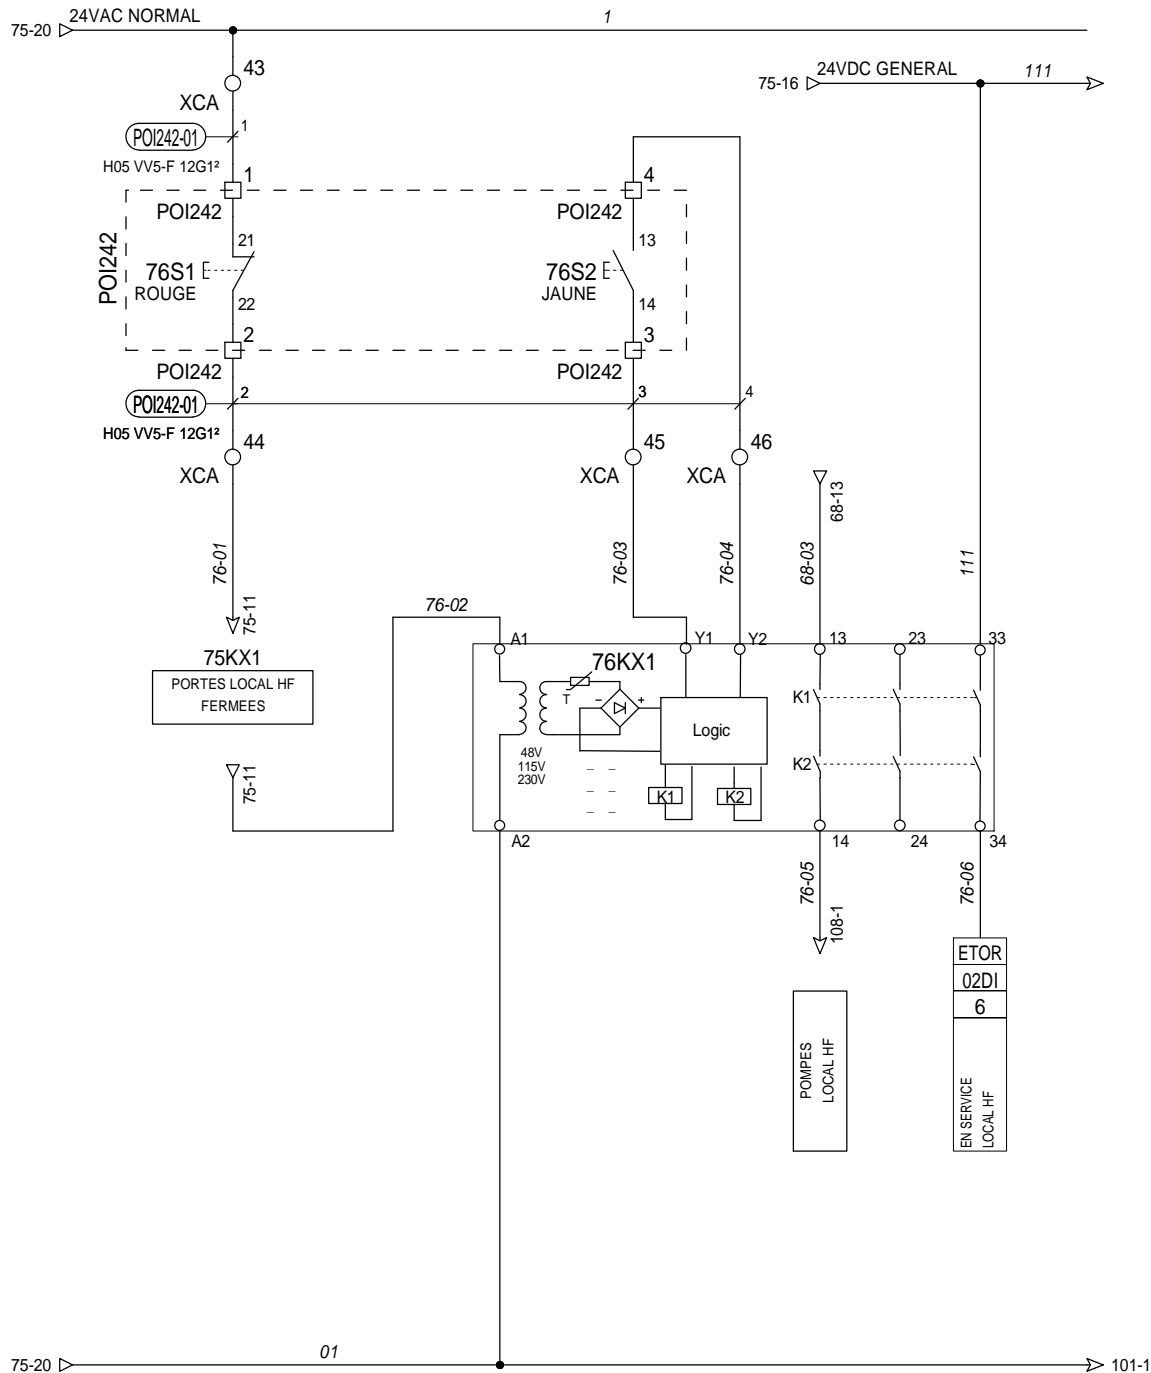 24VAC NORMAL
1
75-20
24VDC GENERAL
111
75-16
43
XCA
POI242-01
1
H05 VV5-F 12G1²
1
4
POI242
POI242
POI242
21
13
76S1
76S2
ROUGE
JAUNE
22
14
2
3
POI242
POI242
POI242-01
2
3
4
H05 VV5-F 12G1²
44
45
46
XCA
XCA
XCA
68-13
76-01
76-03
76-04
68-03
111
75-11
76-02
A1
Y1
Y2
13
23
33
75KX1
76KX1
PORTES LOCAL HF
FERMEES
T
-
+
K1
Logic
48V
115V
230V
K2
75-11
K1
K2
A2
14
24
34
76-05
76-06
108-1
ETOR
02DI
6
POMPES
LOCAL HF
EN SERVICE
LOCAL HF
01
75-20
101-1